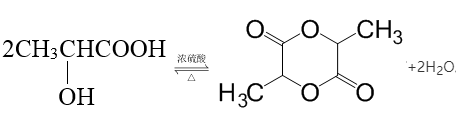 2CH₃CHCOOH
OH
浓硫酸
△
O
O
CH₃
H₃C
O
O
+2H₂O